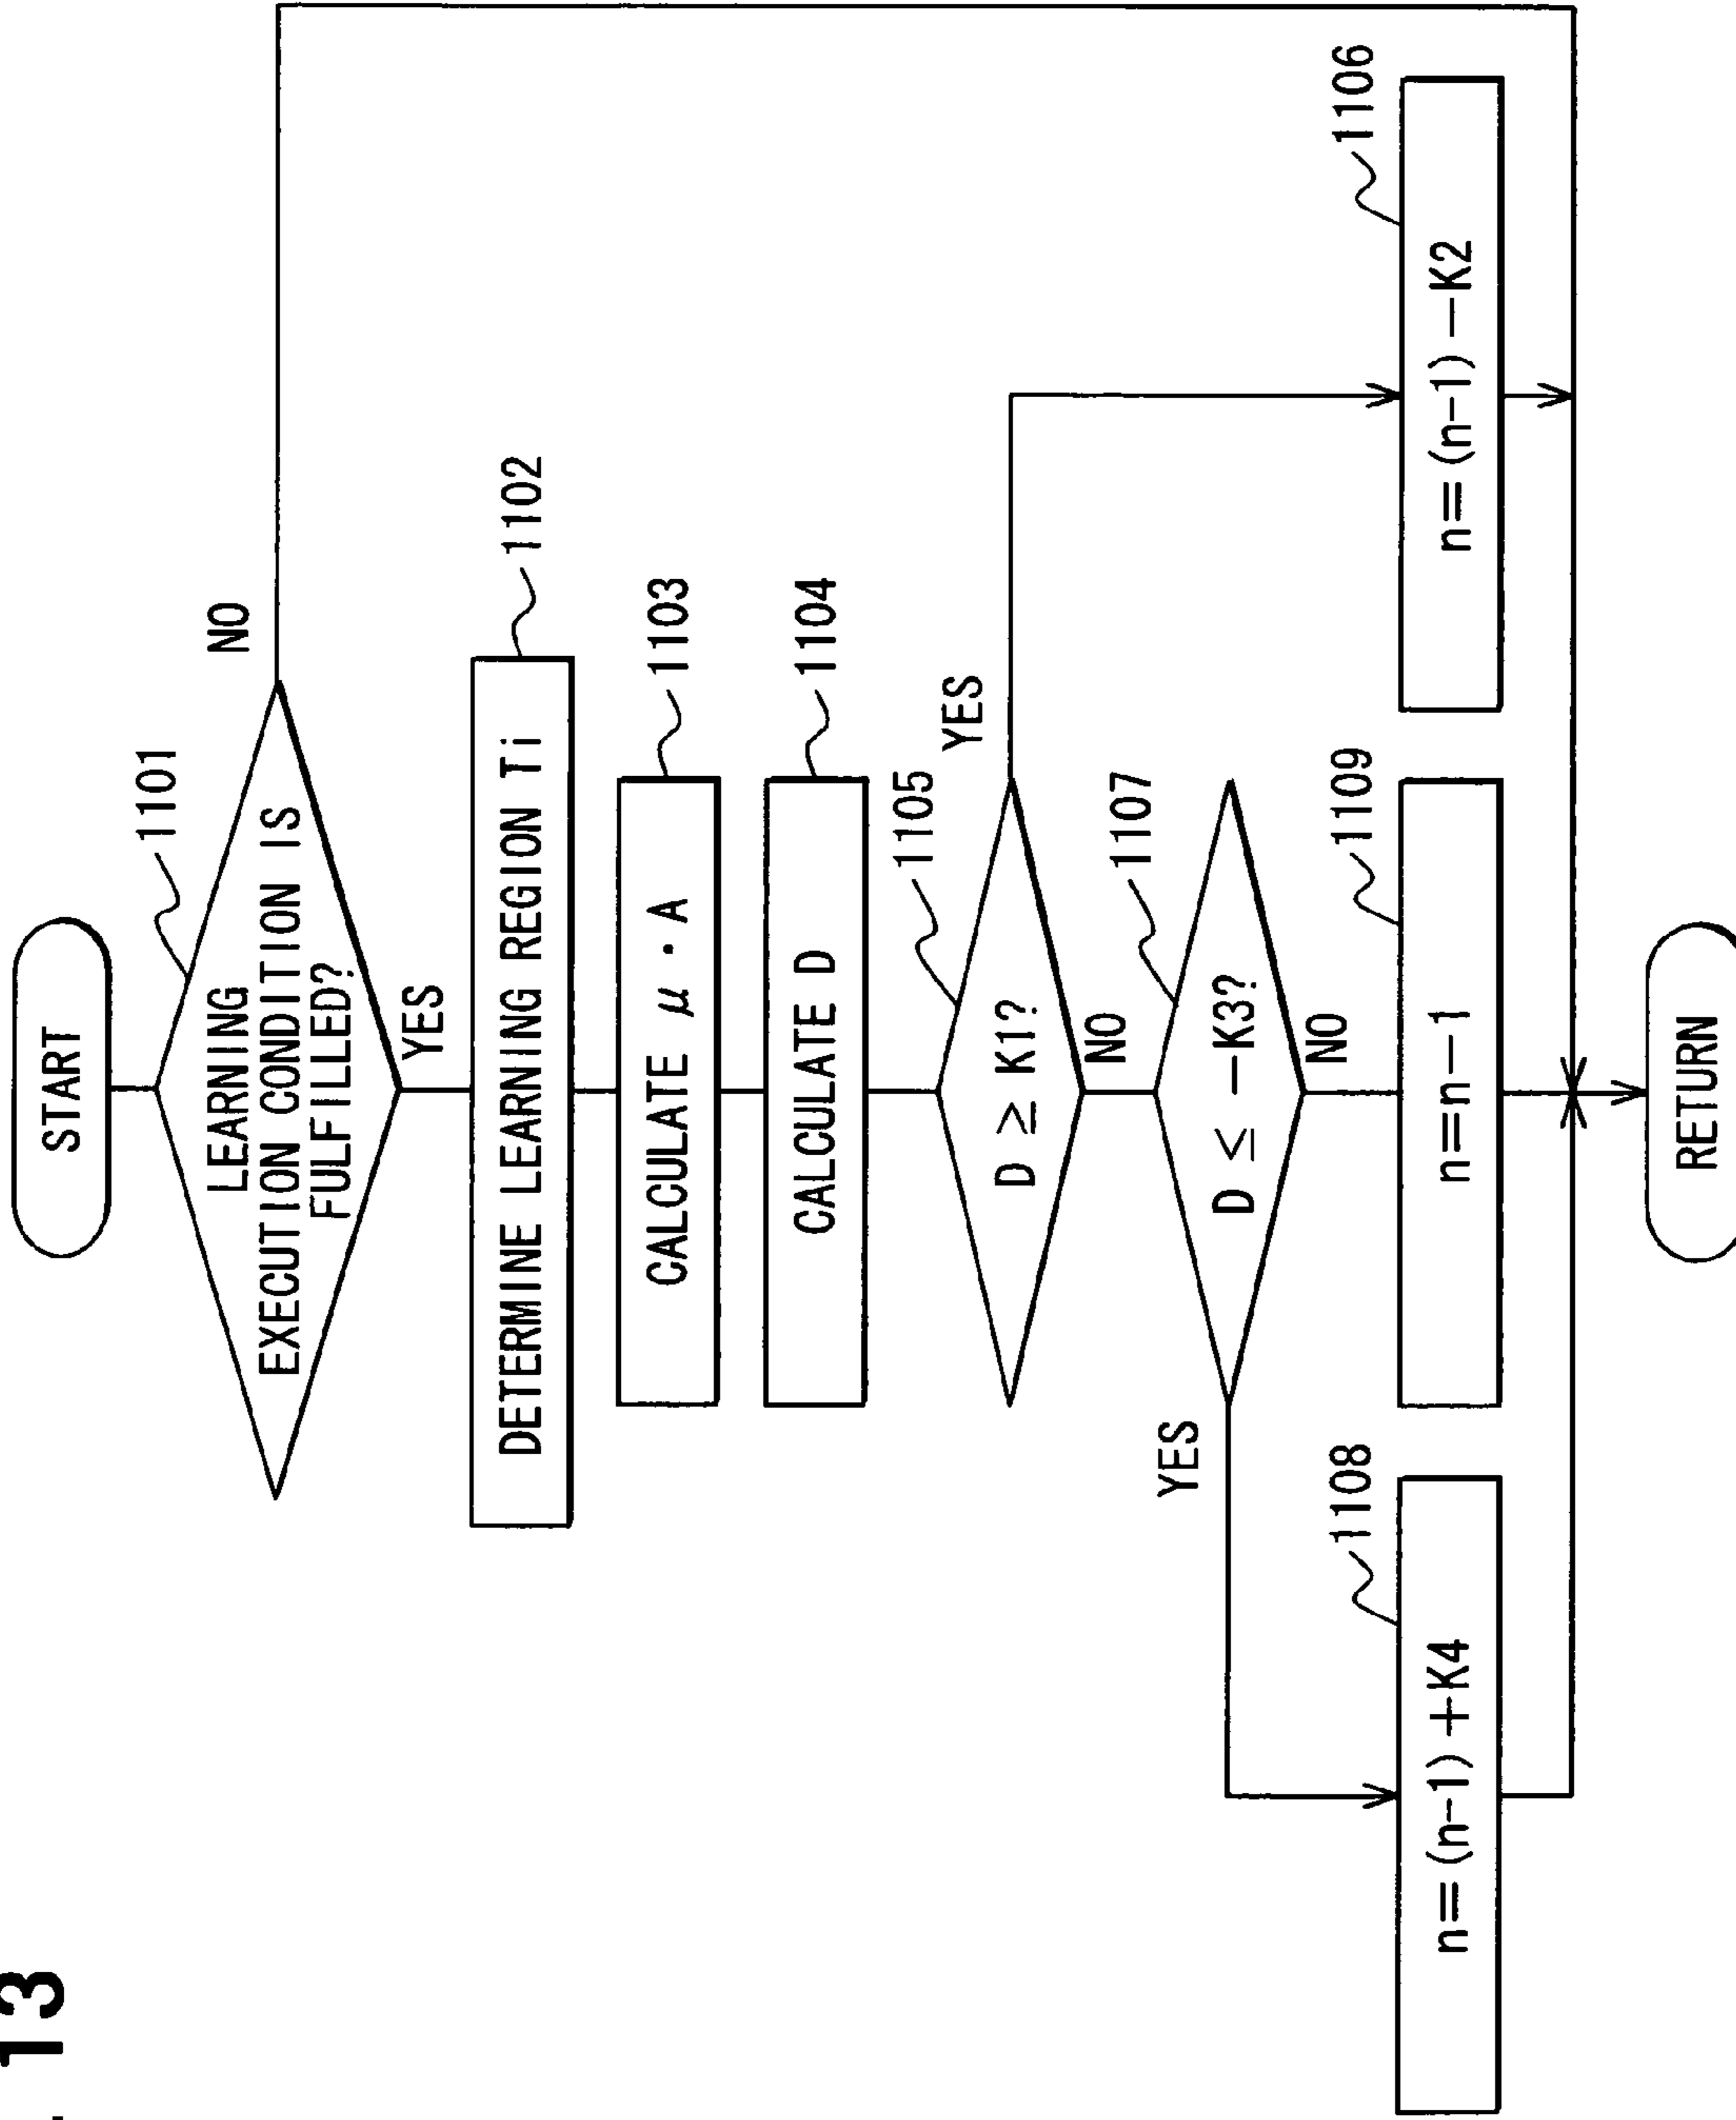 13
START
1101
LEARNING
EXECUTION CONDITION IS
FULFILLED?
NO
YES
1102
DETERMINE LEARNING REGION Ti
1103
CALCULATE μ・A
1104
CALCULATE D
1105
D ≥ K1?
YES
NO
1107
D ≤ −K3?
YES
NO
1108
n=(n-1)+K4
1109
n=n−1
1106
n=(n-1)−K2
RETURN